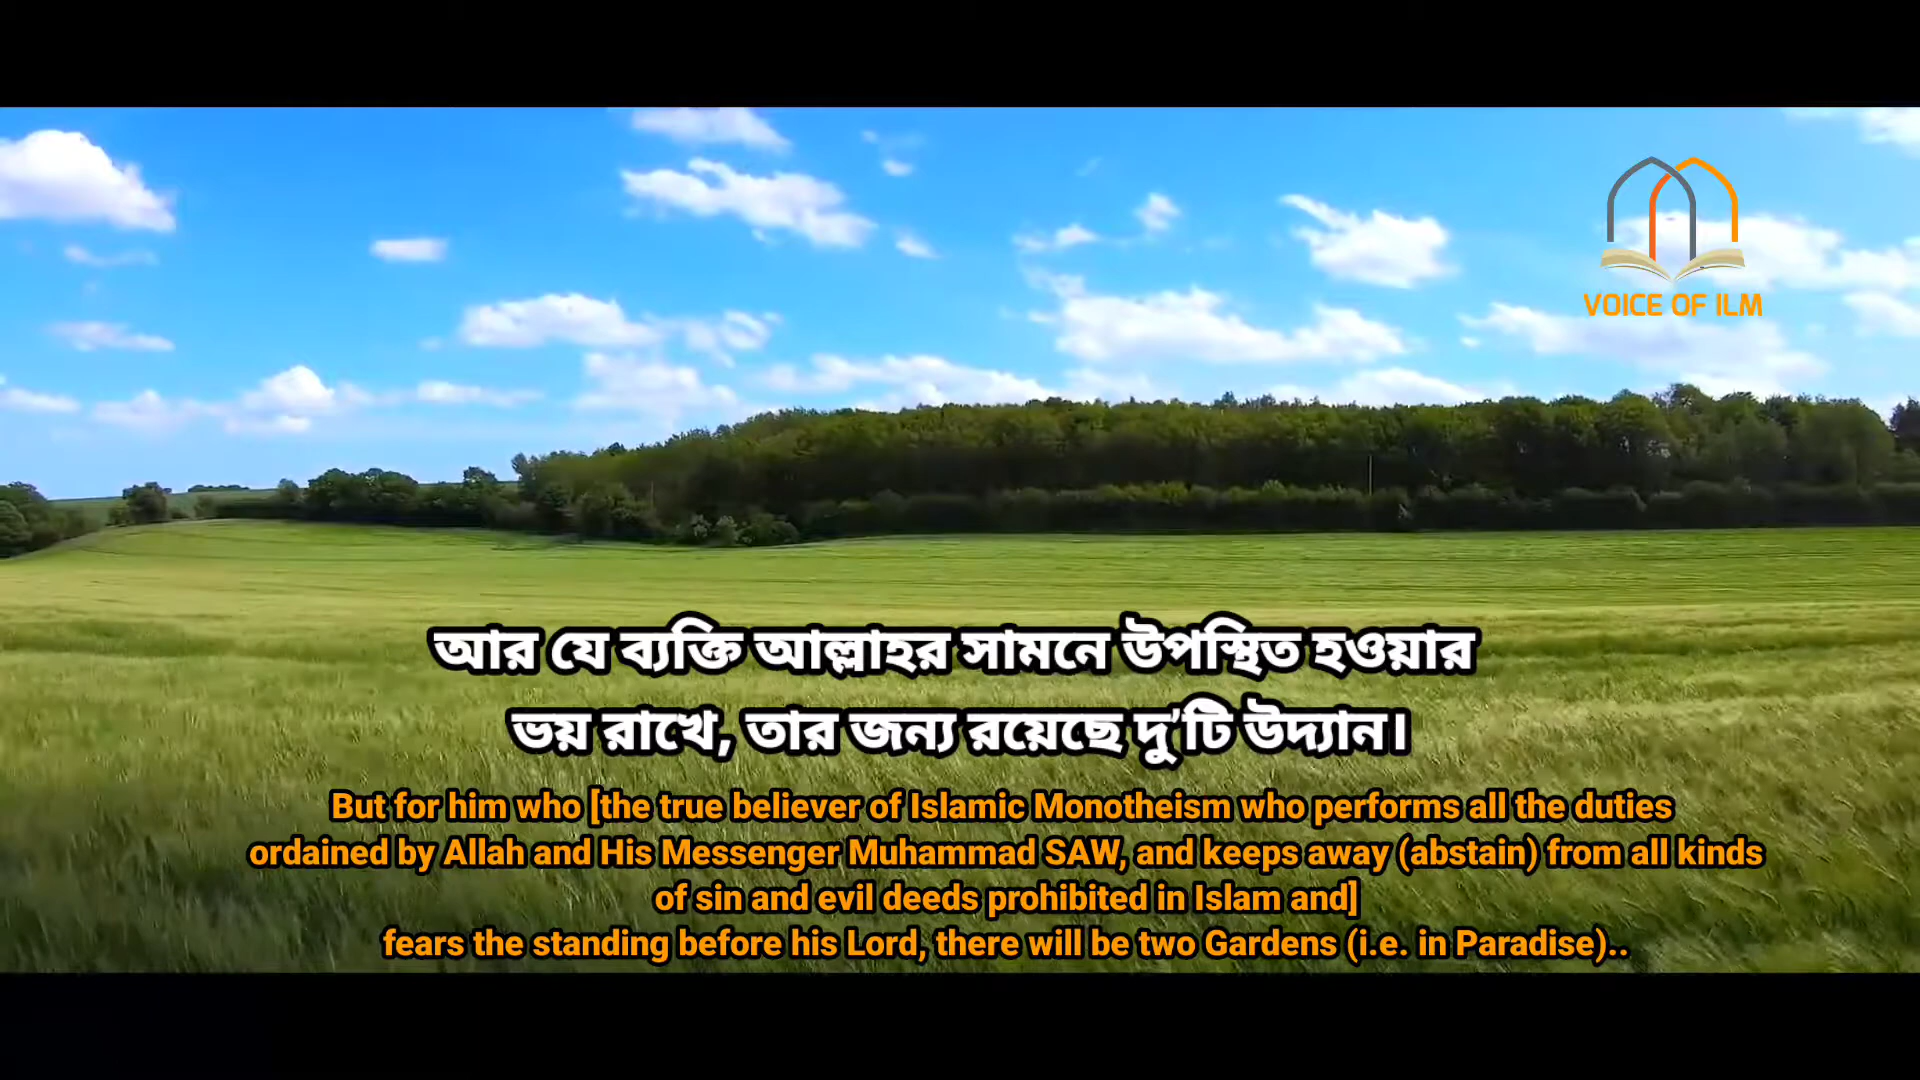 VOICE OF ILM
আর যে ব্যক্তি আল্লাহর সামনে উপস্থিত হওয়ার
ভয় রাখে, তার জন্য রয়েছে দু'টি উদ্যান।
But for him who [the true believer of Islamic Monotheism who performs all the duties
ordained by Allah and His Messenger Muhammad SAW, and keeps away (abstain) from all kinds
of sin and evil deeds prohibited in Islam and]
fears the standing before his Lord, there will be two Gardens (i.e. in Paradise)..